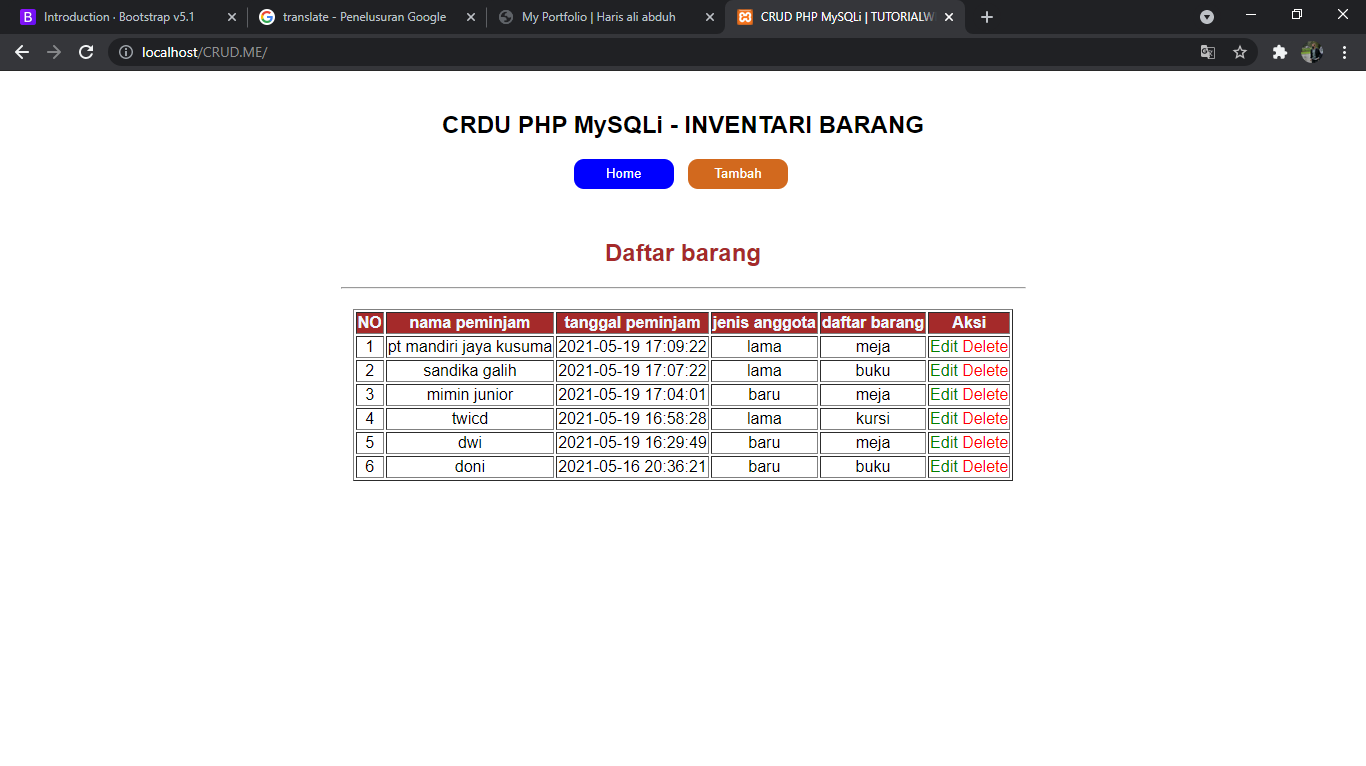 Introduction · Bootstrap v5.1
translate - Penelusuran Google
My Portfolio | Haris ali abduh
CRUD PHP MySQLi | TUTORIALW
localhost/CRUD.ME/
CRDU PHP MySQLi - INVENTARI BARANG
Home Tambah
Daftar barang
NO nama peminjam tanggal peminjam jenis anggota daftar barang Aksi
1 pt mandiri jaya kusuma 2021-05-19 17:09:22 lama meja Edit Delete
2 sandika galih 2021-05-19 17:07:22 lama buku Edit Delete
3 mimin junior 2021-05-19 17:04:01 baru meja Edit Delete
4 twicd 2021-05-19 16:58:28 lama kursi Edit Delete
5 dwi 2021-05-19 16:29:49 baru meja Edit Delete
6 doni 2021-05-16 20:36:21 baru buku Edit Delete